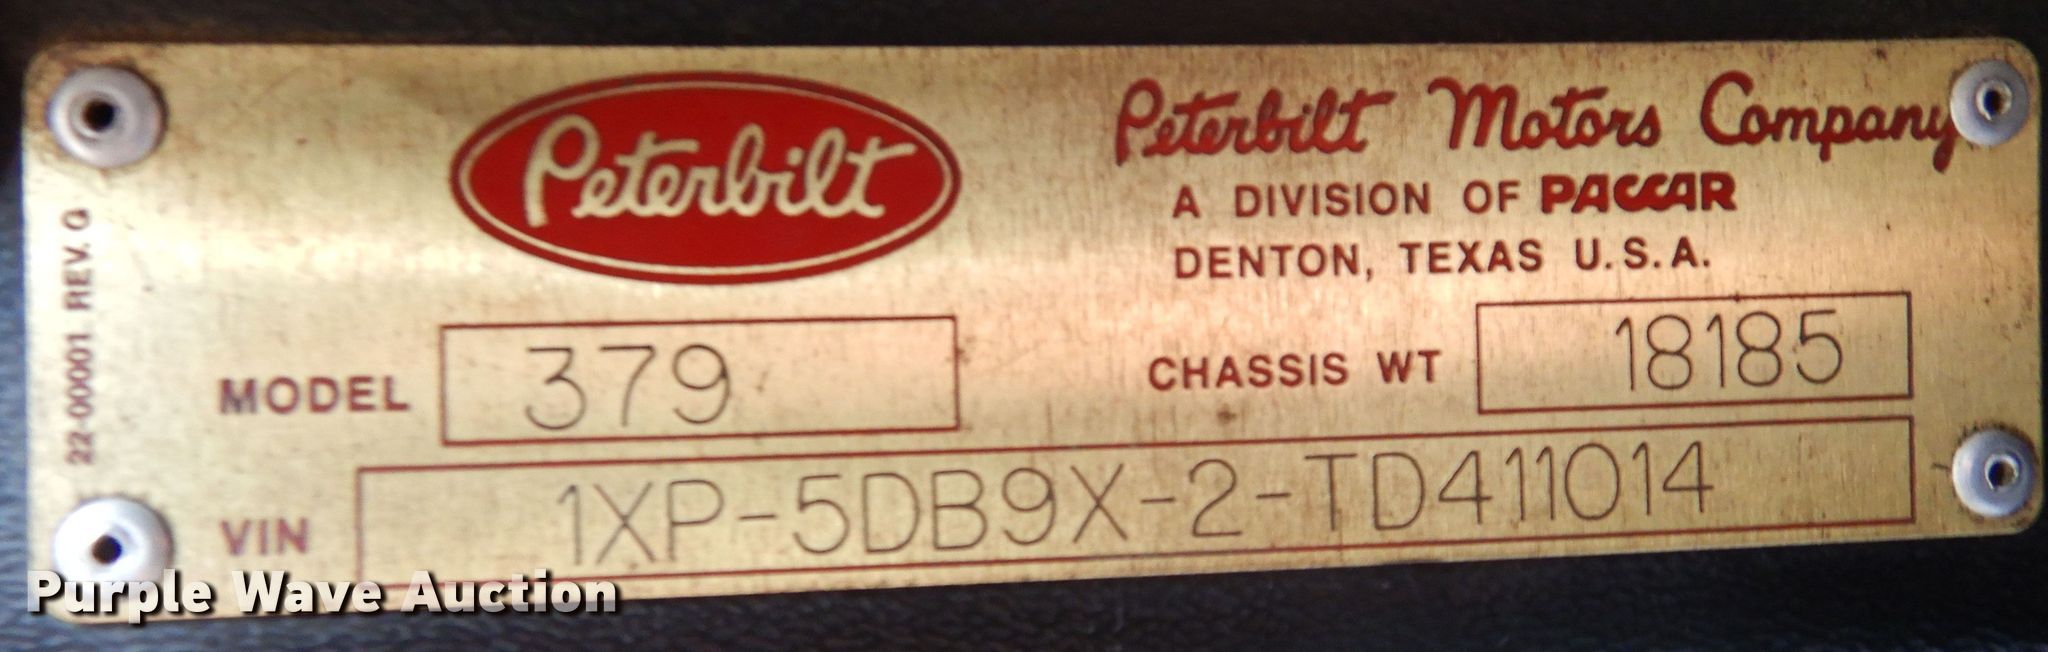 Peterbilt
Peterbilt Motors Company
A DIVISION OF PACCAR
DENTON, TEXAS U.S.A.
22-00001 REV. G
MODEL 379
CHASSIS WT 18185
VIN 1XP-5DB9X-2-TD411014
Purple Wave Auction